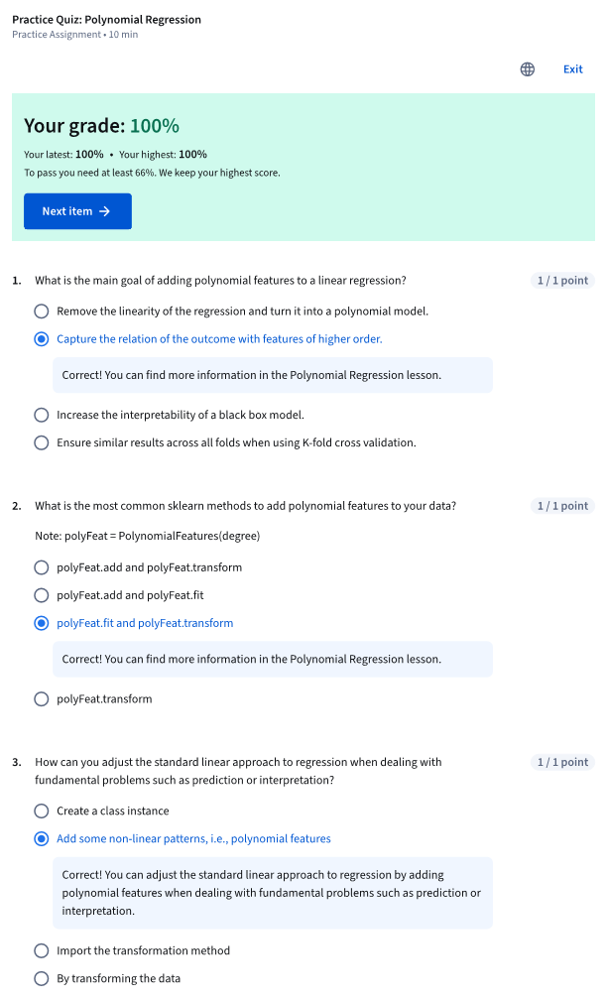 Practice Quiz: Polynomial Regression
Practice Assignment • 10 min
Exit
Your grade: 100%
Your latest: 100% • Your highest: 100%
To pass you need at least 66%. We keep your highest score.
Next item →
1. What is the main goal of adding polynomial features to a linear regression? 1 / 1 point
Remove the linearity of the regression and turn it into a polynomial model.
Capture the relation of the outcome with features of higher order.
Correct! You can find more information in the Polynomial Regression lesson.
Increase the interpretability of a black box model.
Ensure similar results across all folds when using K-fold cross validation.
2. What is the most common sklearn methods to add polynomial features to your data? 1 / 1 point
Note: polyFeat = PolynomialFeatures(degree)
polyFeat.add and polyFeat.transform
polyFeat.add and polyFeat.fit
polyFeat.fit and polyFeat.transform
Correct! You can find more information in the Polynomial Regression lesson.
polyFeat.transform
3. How can you adjust the standard linear approach to regression when dealing with 1 / 1 point
fundamental problems such as prediction or interpretation?
Create a class instance
Add some non-linear patterns, i.e., polynomial features
Correct! You can adjust the standard linear approach to regression by adding
polynomial features when dealing with fundamental problems such as prediction or
interpretation.
Import the transformation method
By transforming the data